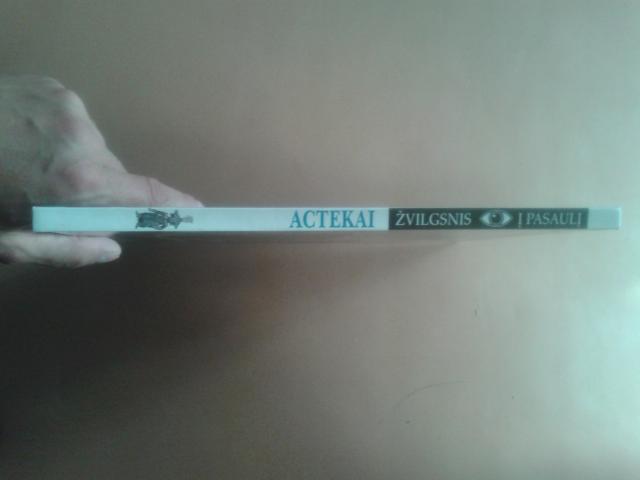 ACTEKAI ŽVILGSNIS Į PASAULĮ